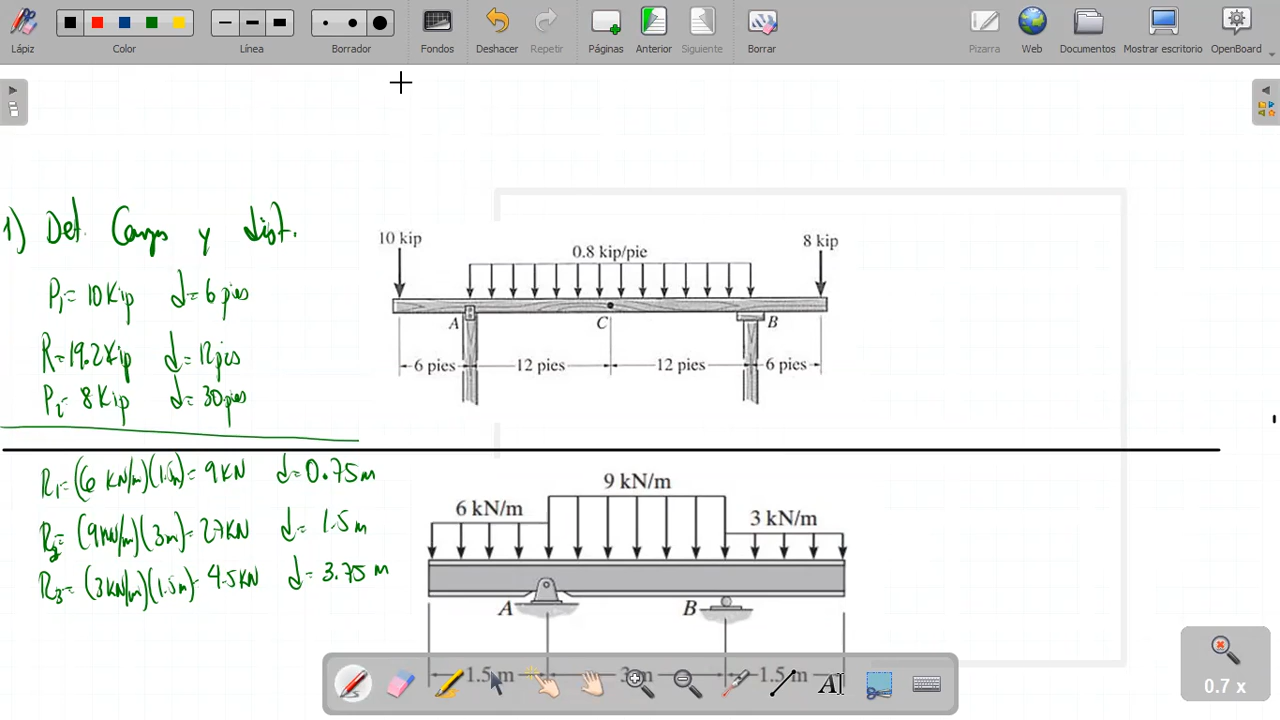 Lápiz Color Línea Borrador Fondos Deshacer Repetir Páginas Anterior Siguiente Borrar Pizarra Web Documentos Mostrar escritorio OpenBoard
1) Det. Cargas y dist.
P₁= 10 Kip d= 6 pies
R= 19.2 Kip d= 12 pies
P₂= 8 Kip d= 30 pies
10 kip
0.8 kip/pie
8 kip
A C B
6 pies 12 pies 12 pies 6 pies
R₁= (6 KN/m)(1.5m)= 9 KN d= 0.75 m
R₂= (9 KN/m)(3m)= 27 KN d= 1.5 m
R₃= (3 KN/m)(1.5m)= 4.5 KN d= 3.75 m
9 kN/m
6 kN/m
3 kN/m
A B
1.5 m 3 m 1.5 m
A
0.7 x